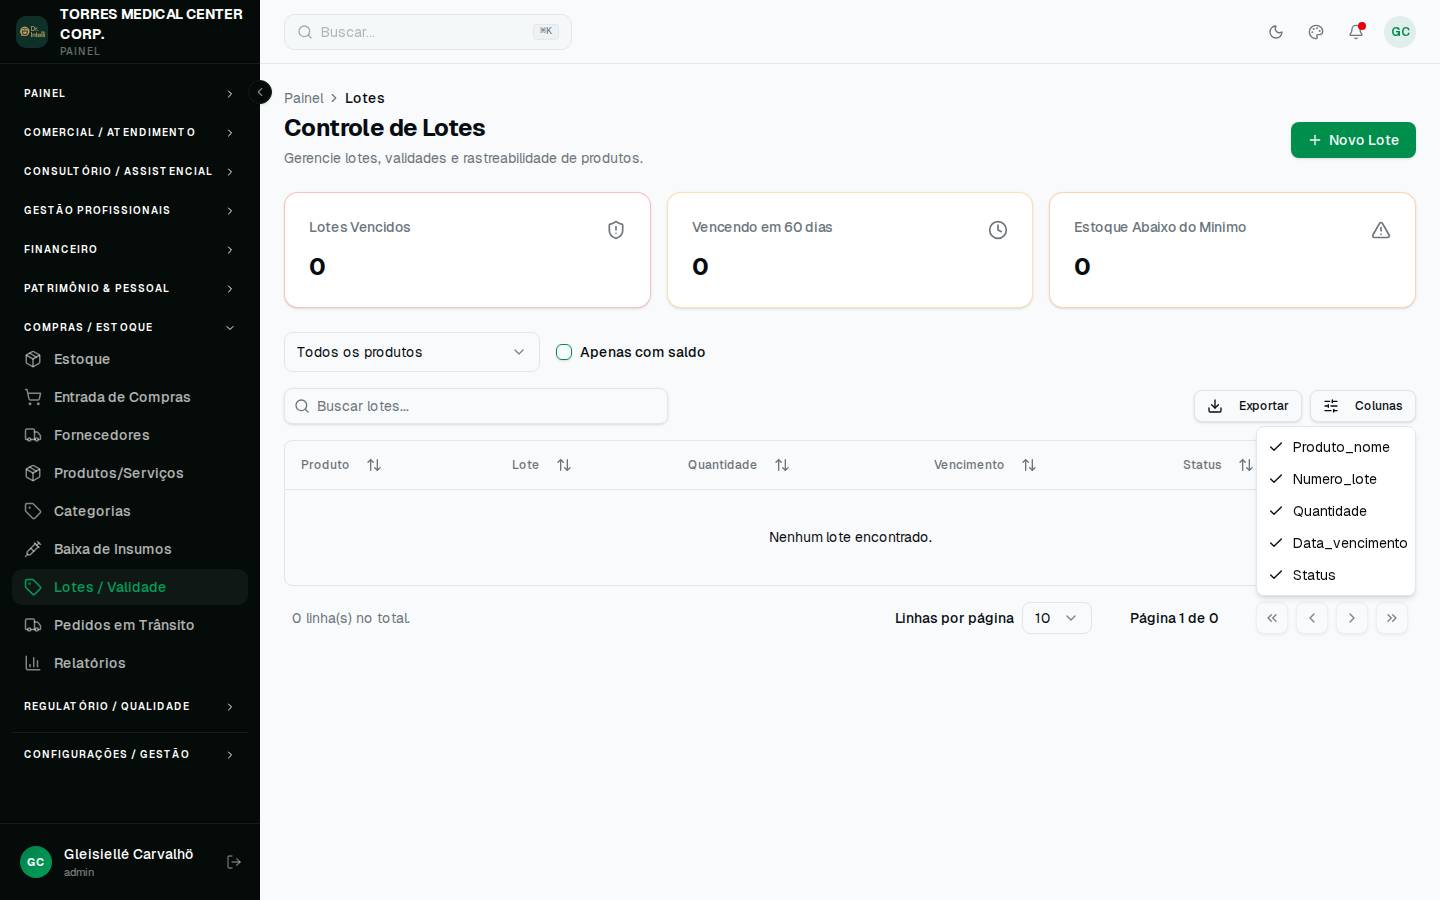 TORRES MEDICAL CENTER
CORP.
PAINEL
PAINEL
COMERCIAL / ATENDIMENTO
CONSULTÓRIO / ASSISTENCIAL
GESTÃO PROFISSIONAIS
FINANCEIRO
PATRIMÔNIO & PESSOAL
COMPRAS / ESTOQUE
Estoque
Entrada de Compras
Fornecedores
Produtos/Serviços
Categorias
Baixa de Insumos
Lotes / Validade
Pedidos em Trânsito
Relatórios
REGULATÓRIO / QUALIDADE
CONFIGURAÇÕES / GESTÃO
GC
Gleisiellé Carvalhö
admin
Buscar...
⌘K
GC
Painel
Lotes
Controle de Lotes
Gerencie lotes, validades e rastreabilidade de produtos.
Novo Lote
Lotes Vencidos
0
Vencendo em 60 dias
0
Estoque Abaixo do Minimo
0
Todos os produtos
Apenas com saldo
Buscar lotes...
Exportar
Colunas
Produto
Lote
Quantidade
Vencimento
Status
Nenhum lote encontrado.
Produto_nome
Numero_lote
Quantidade
Data_vencimento
Status
0 linha(s) no total.
Linhas por página
10
Página 1 de 0